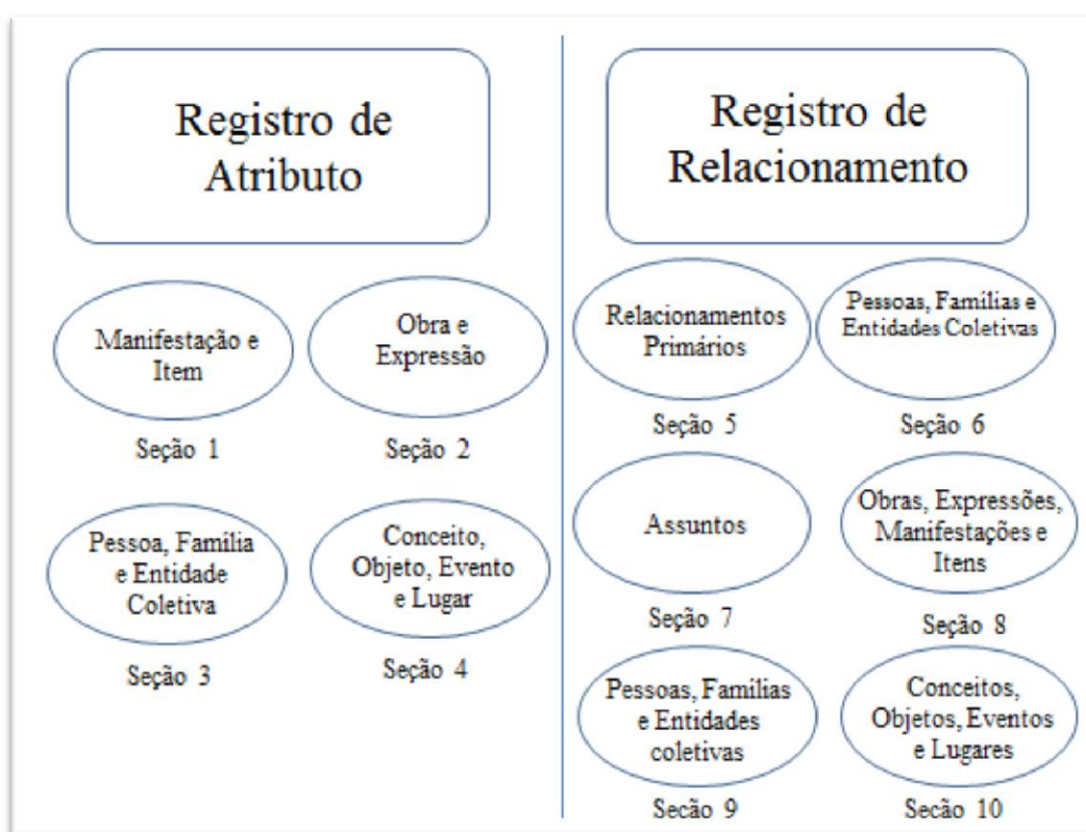 Registro de
Atributo
Manifestação e
Item
Seção 1
Obra e
Expressão
Seção 2
Pessoa, Família
e Entidade
Coletiva
Seção 3
Conceito,
Objeto, Evento
e Lugar
Seção 4
Registro de
Relacionamento
Relacionamentos
Primários
Seção 5
Pessoas, Famílias e
Entidades Coletivas
Seção 6
Assuntos
Seção 7
Obras, Expressões,
Manifestações e
Itens
Seção 8
Pessoas, Famílias
e Entidades
coletivas
Seção 9
Conceitos,
Objetos, Eventos
e Lugares
Seção 10